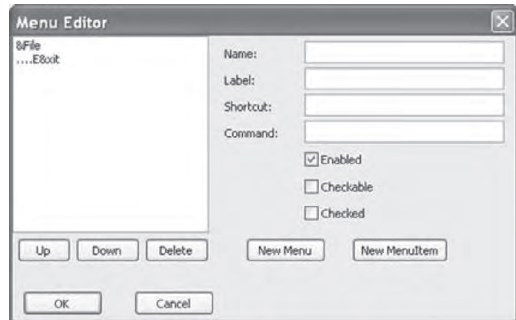 Menu Editor
&File
....E&xit
Name:
Label:
Shortcut:
Command:
Enabled
Checkable
Checked
Up
Down
Delete
New Menu
New MenuItem
OK
Cancel